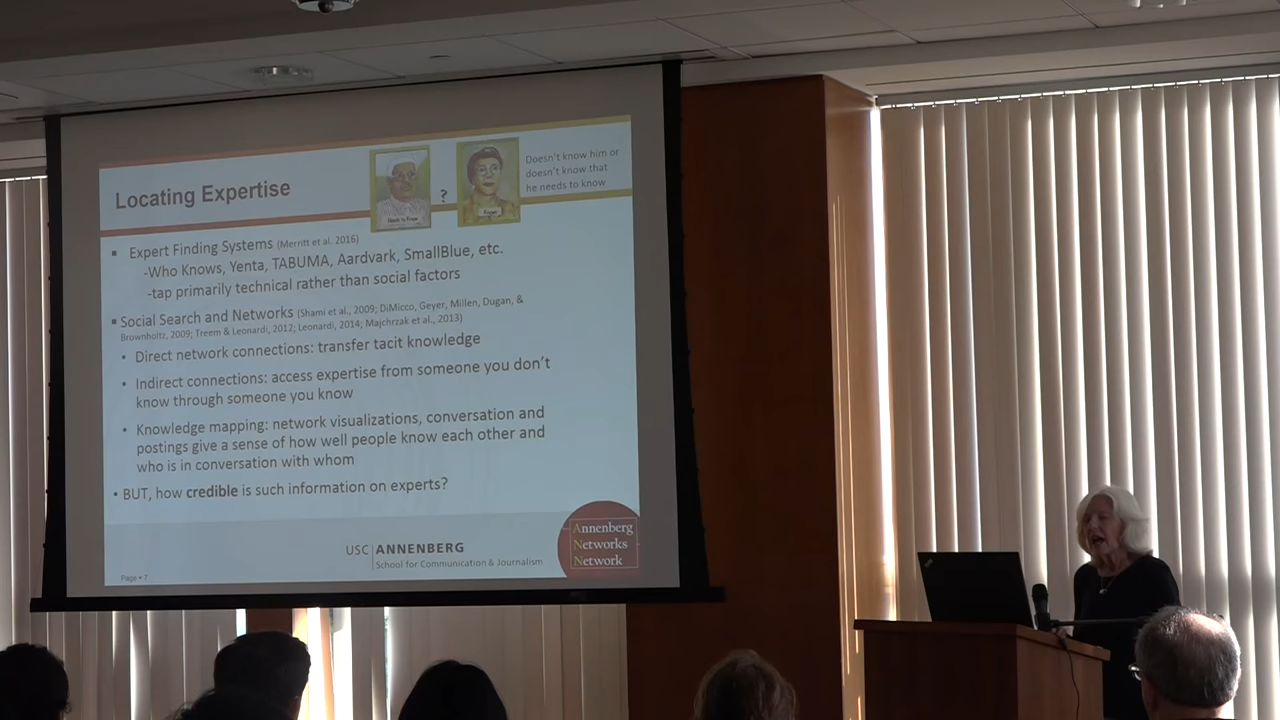 Locating Expertise
Needs to Know
?
Expert
Doesn't know him or
doesn't know that
he needs to know
▪ Expert Finding Systems (Merritt et al. 2016)
-Who Knows, Yenta, TABUMA, Aardvark, SmallBlue, etc.
-tap primarily technical rather than social factors
▪ Social Search and Networks (Shami et al., 2009; DiMicco, Geyer, Millen, Dugan, &
Brownholtz, 2009; Treem & Leonardi, 2012; Leonardi, 2014; Majchrzak et al., 2013)
• Direct network connections: transfer tacit knowledge
• Indirect connections: access expertise from someone you don't
know through someone you know
• Knowledge mapping: network visualizations, conversation and
postings give a sense of how well people know each other and
who is in conversation with whom
• BUT, how credible is such information on experts?
USC ANNENBERG
School for Communication & Journalism
Annenberg
Networks
Network
Page ▪ 7